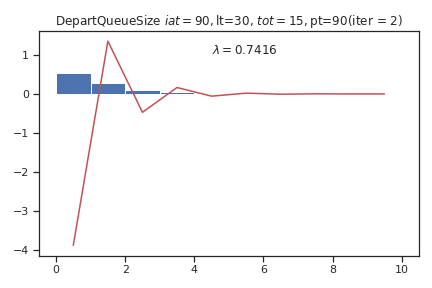 DepartQueueSize iat = 90, lt=30, tot = 15, pt=90(iter = 2)
λ = 0.7416
1
0
−1
−2
−3
−4
0 2 4 6 8 10